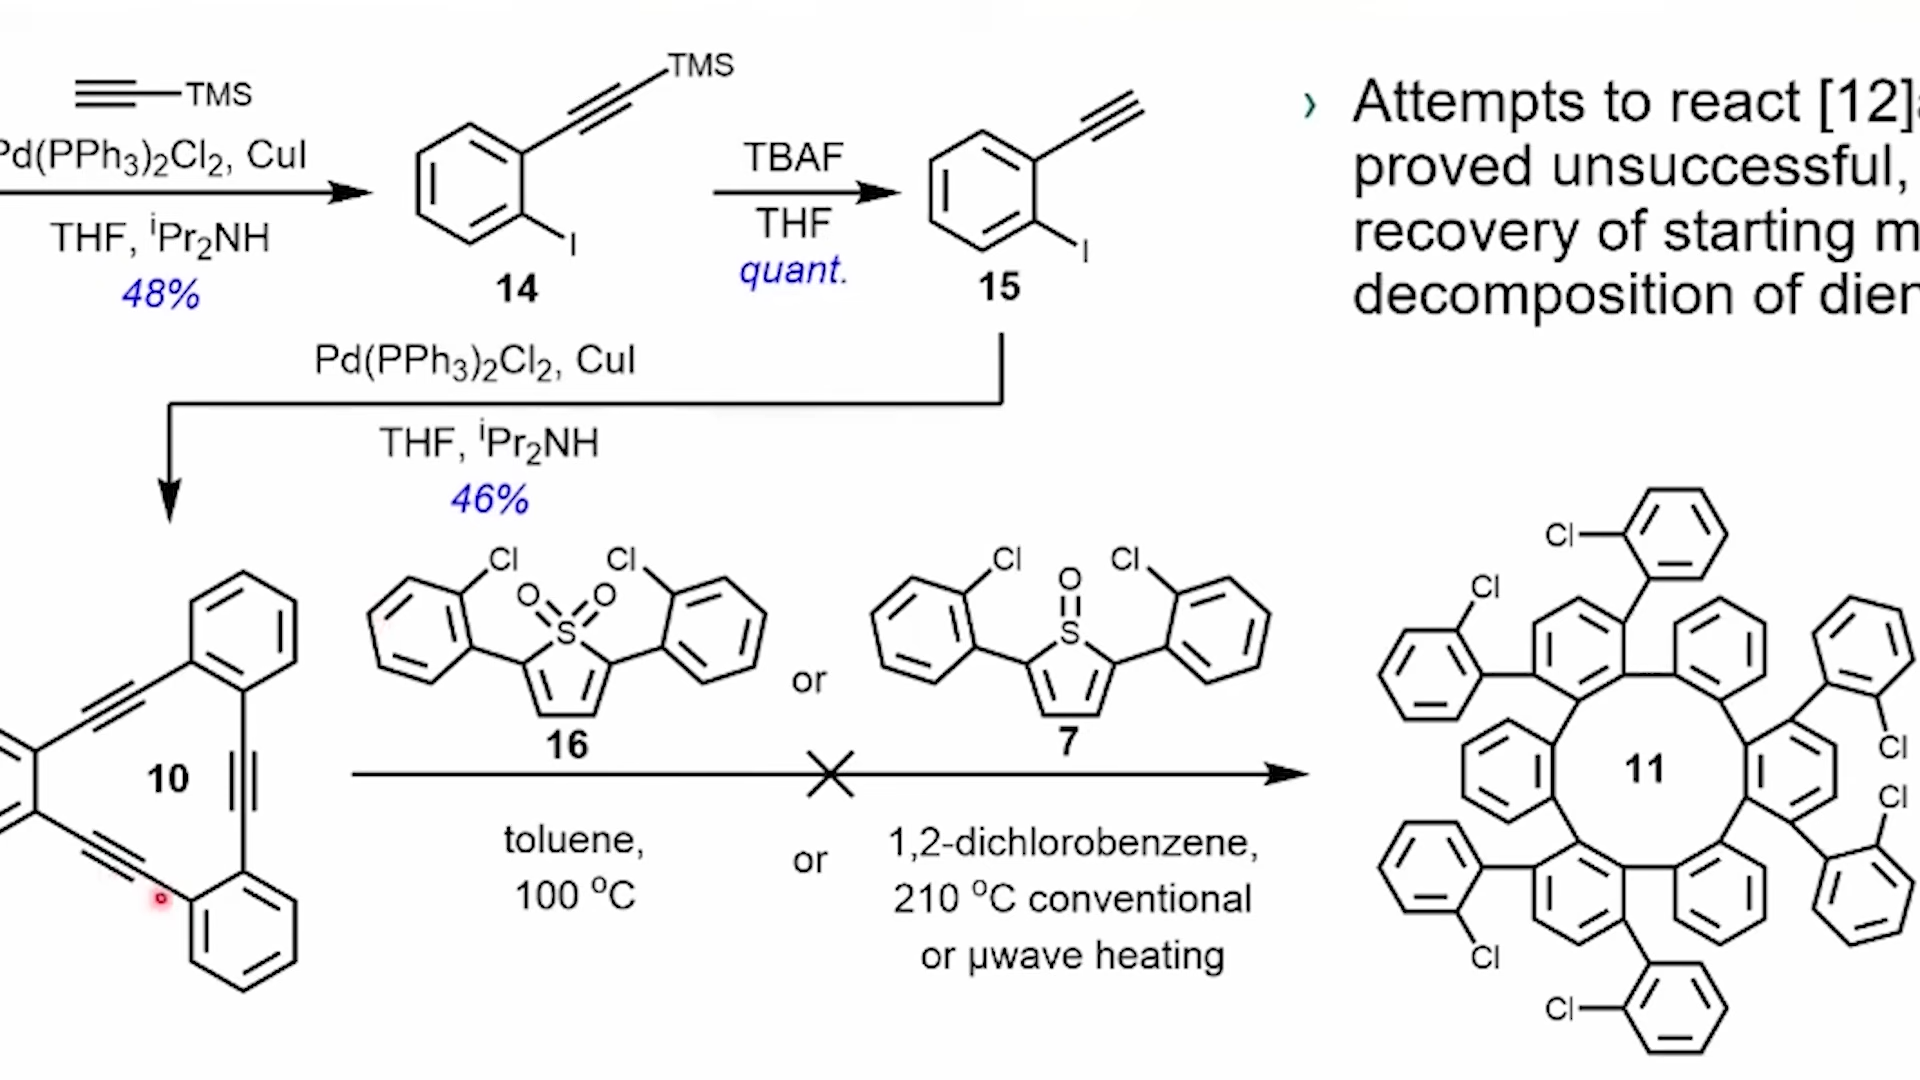 TMS
Pd(PPh3)2Cl2, CuI
THF, iPr2NH
48%
TMS
I
14
TBAF
THF
quant.
I
15
Attempts to react [12]
proved unsuccessful,
recovery of starting
decomposition of
Pd(PPh3)2Cl2, CuI
THF, iPr2NH
46%
10
Cl
Cl
O
O
S
16
or
Cl
Cl
O
S
7
toluene,
100 °C
or
1,2-dichlorobenzene,
210 °C conventional
or µwave heating
Cl
Cl
Cl
Cl
Cl
Cl
11